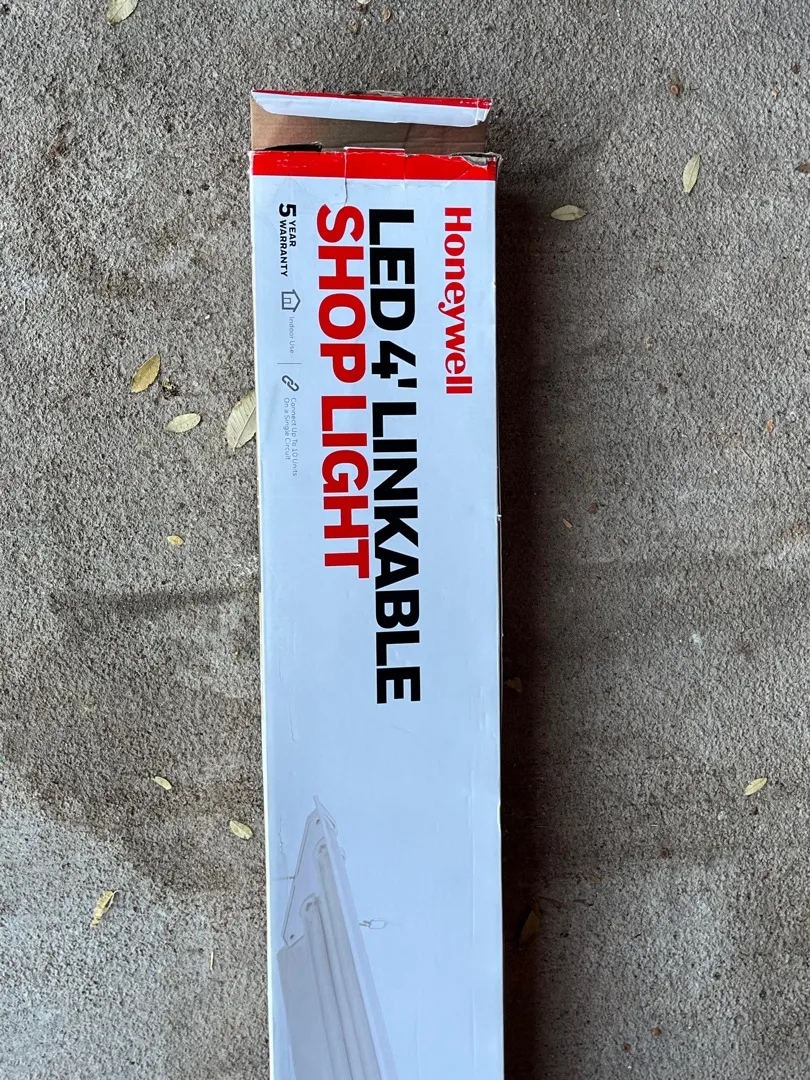 Honeywell
LED 4' LINKABLE
SHOP LIGHT
5 YEAR
WARRANTY
Indoor Use
Connect Up To 10 Units
On a Single Circuit